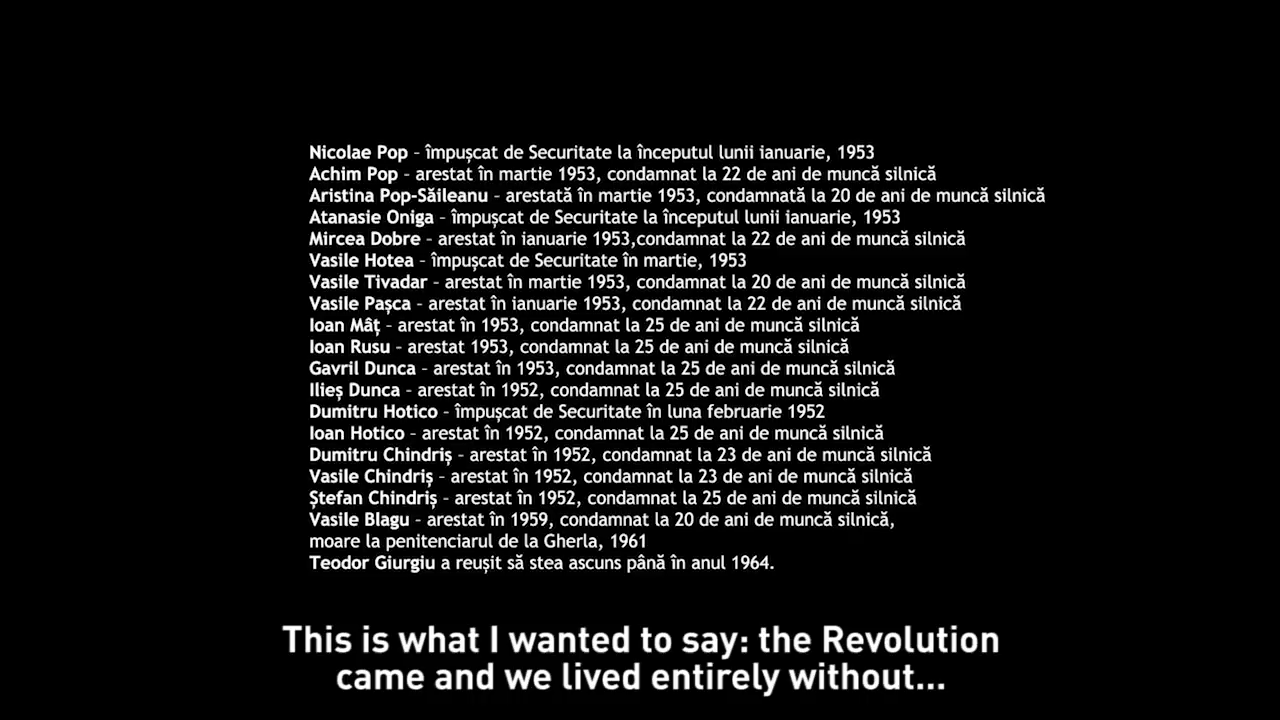 Nicolae Pop – împușcat de Securitate la începutul lunii ianuarie, 1953
Achim Pop – arestat în martie 1953, condamnat la 22 de ani de muncă silnică
Aristina Pop-Săileanu – arestată în martie 1953, condamnată la 20 de ani de muncă silnică
Atanasie Oniga – împușcat de Securitate la începutul lunii ianuarie, 1953
Mircea Dobre – arestat în ianuarie 1953,condamnat la 22 de ani de muncă silnică
Vasile Hotea – împușcat de Securitate în martie, 1953
Vasile Tivadar – arestat în martie 1953, condamnat la 20 de ani de muncă silnică
Vasile Pașca – arestat în ianuarie 1953, condamnat la 22 de ani de muncă silnică
Ioan Mâț – arestat în 1953, condamnat la 25 de ani de muncă silnică
Ioan Rusu – arestat 1953, condamnat la 25 de ani de muncă silnică
Gavril Dunca – arestat în 1953, condamnat la 25 de ani de muncă silnică
Ilieș Dunca – arestat în 1952, condamnat la 25 de ani de muncă silnică
Dumitru Hotico – împușcat de Securitate în luna februarie 1952
Ioan Hotico – arestat în 1952, condamnat la 25 de ani de muncă silnică
Dumitru Chindriș – arestat în 1952, condamnat la 23 de ani de muncă silnică
Vasile Chindriș – arestat în 1952, condamnat la 23 de ani de muncă silnică
Ștefan Chindriș – arestat în 1952, condamnat la 25 de ani de muncă silnică
Vasile Blagu – arestat în 1959, condamnat la 20 de ani de muncă silnică,
moare la penitenciarul de la Gherla, 1961
Teodor Giurgiu a reușit să stea ascuns până în anul 1964.
This is what I wanted to say: the Revolution
came and we lived entirely without...